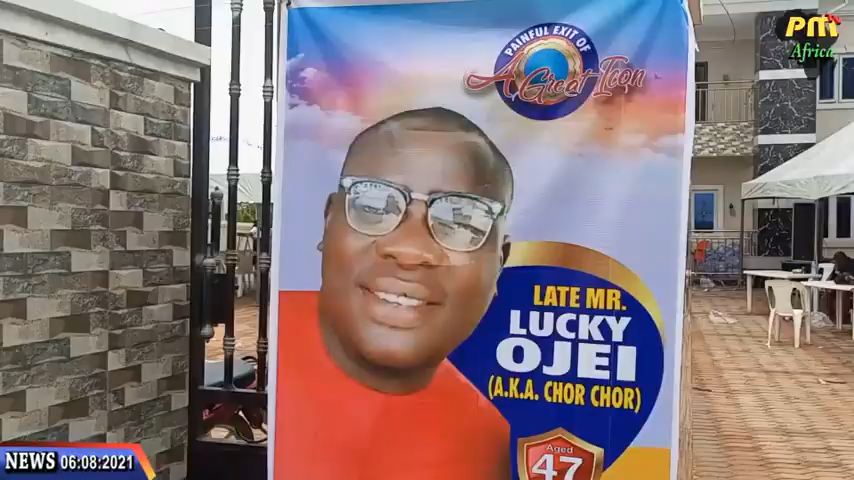 PMT
Africa
PAINFUL EXIT OF
A Great Icon
LATE MR.
LUCKY
OJEI
(A.K.A. CHOR CHOR)
Aged
47
NEWS 06:08:2021